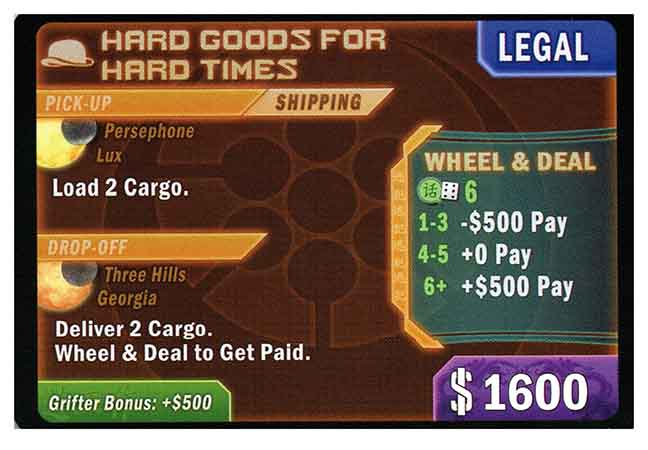 HARD GOODS FOR
HARD TIMES
LEGAL
PICK-UP
SHIPPING
Persephone
Lux
Load 2 Cargo.
WHEEL & DEAL
话 6
1-3 -$500 Pay
4-5 +0 Pay
6+ +$500 Pay
DROP-OFF
Three Hills
Georgia
Deliver 2 Cargo.
Wheel & Deal to Get Paid.
Grifter Bonus: +$500
$1600